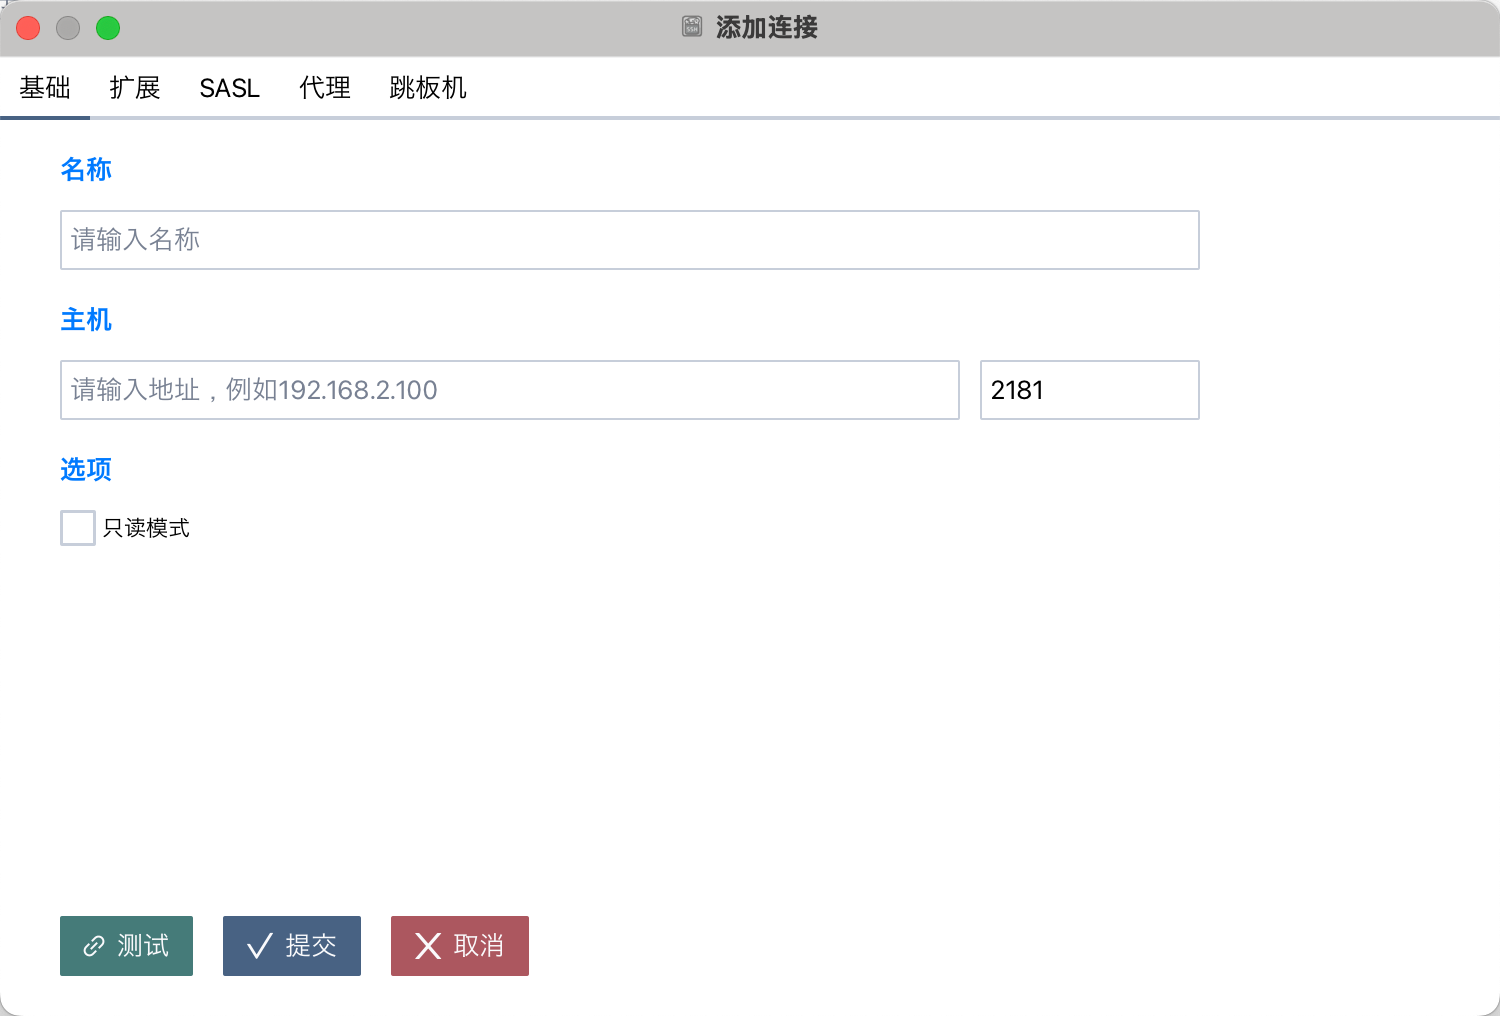 添加连接
基础 扩展 SASL 代理 跳板机
名称
请输入名称
主机
请输入地址，例如192.168.2.100 2181
选项
只读模式
测试 提交 取消